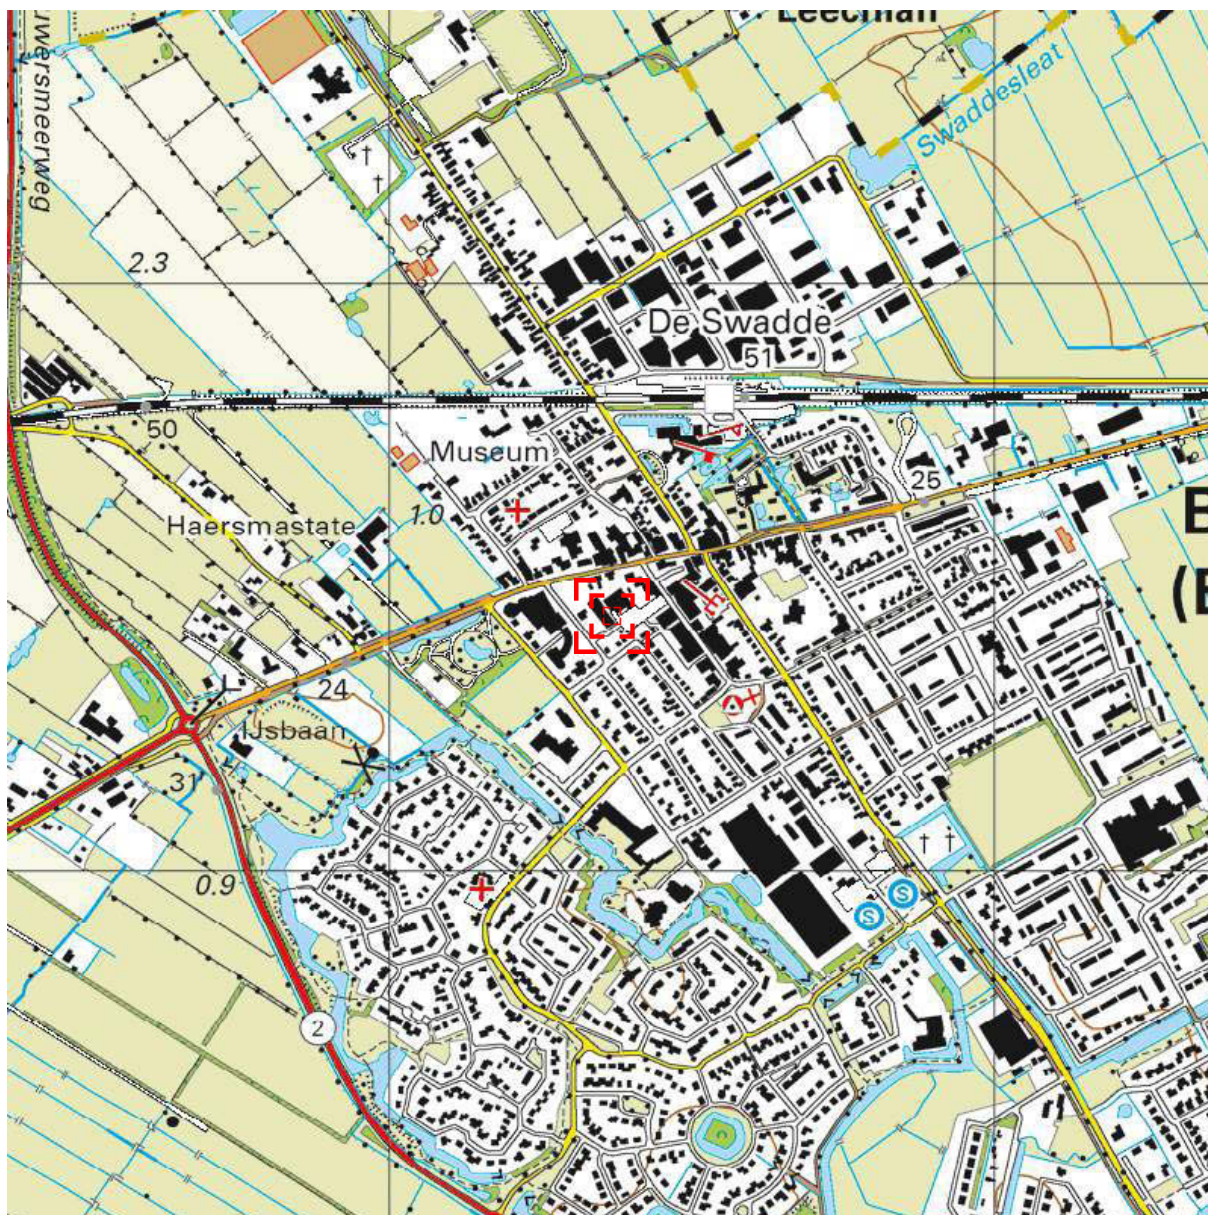 uwersmeerweg
Leechlân
Swaddesleat
2.3
De Swadde
51
50
Museum
25
1.0
Haersmastate
B
(B
24
IJsbaan
31
0.9
S
S
2